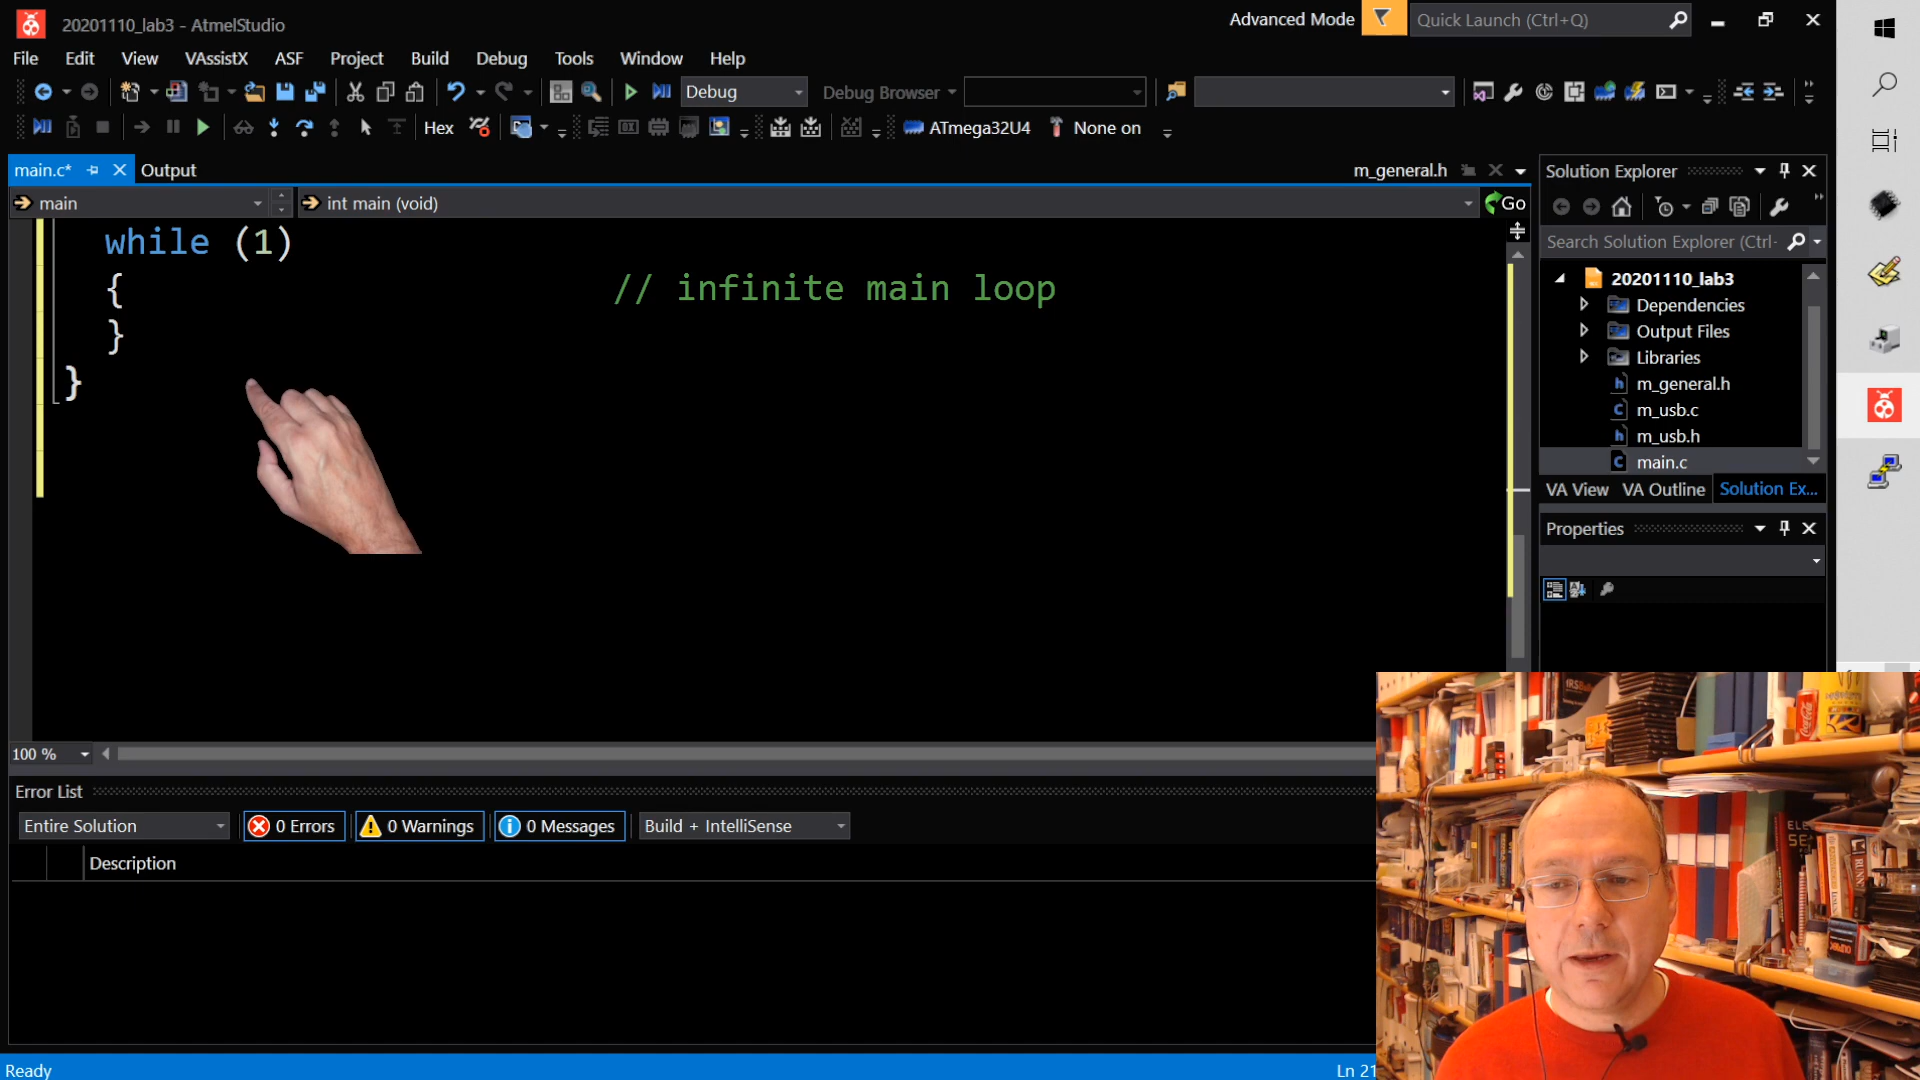 20201110_lab3 - AtmelStudio
Advanced Mode
Quick Launch (Ctrl+Q)
File Edit View VAssistX ASF Project Build Debug Tools Window Help
Debug
Debug Browser
Hex
ATmega32U4
None on
main.c*
Output
m_general.h
main
int main (void)
Go
while (1)
{ // infinite main loop
}
}
Solution Explorer
Search Solution Explorer (Ctrl-
20201110_lab3
Dependencies
Output Files
Libraries
m_general.h
m_usb.c
m_usb.h
main.c
VA View VA Outline Solution Ex...
Properties
100 %
Error List
Entire Solution
0 Errors
0 Warnings
0 Messages
Build + IntelliSense
Description
Ready
Ln 21